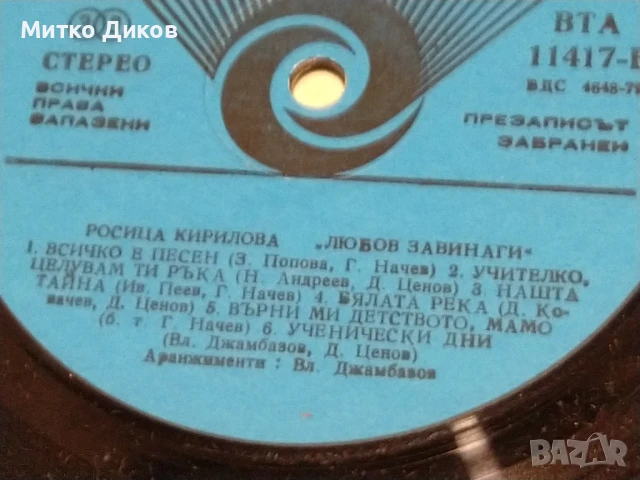 Митко Диков
СТЕРЕО
ВСИЧКИ
ПРАВА
ЗАПАЗЕНИ
ВТА
11417-
ВДС 4648-79
ПРЕЗАПИСЪТ
ЗАБРАНЕН
РОСИЦА КИРИЛОВА „ЛЮБОВ ЗАВИНАГИ“
1. ВСИЧКО Е ПЕСЕН (З. Попова, Г. Начев) 2. УЧИТЕЛКО,
ЦЕЛУВАМ ТИ РЪКА (Н. Андреев, Д. Ценов) 3. НАШТА
ТАЙНА (Ив. Пеев, Г. Начев) 4. БЯЛАТА РЕКА (Д. Ко-
вачев, Д. Ценов) 5. ВЪРНИ МИ ДЕТСТВОТО, МАМО
(б. т. Г. Начев) 6. УЧЕНИЧЕСКИ ДНИ
(Вл. Джамбазов, Д. Ценов)
Аранжименти: Вл. Джамбазов
BAZAR